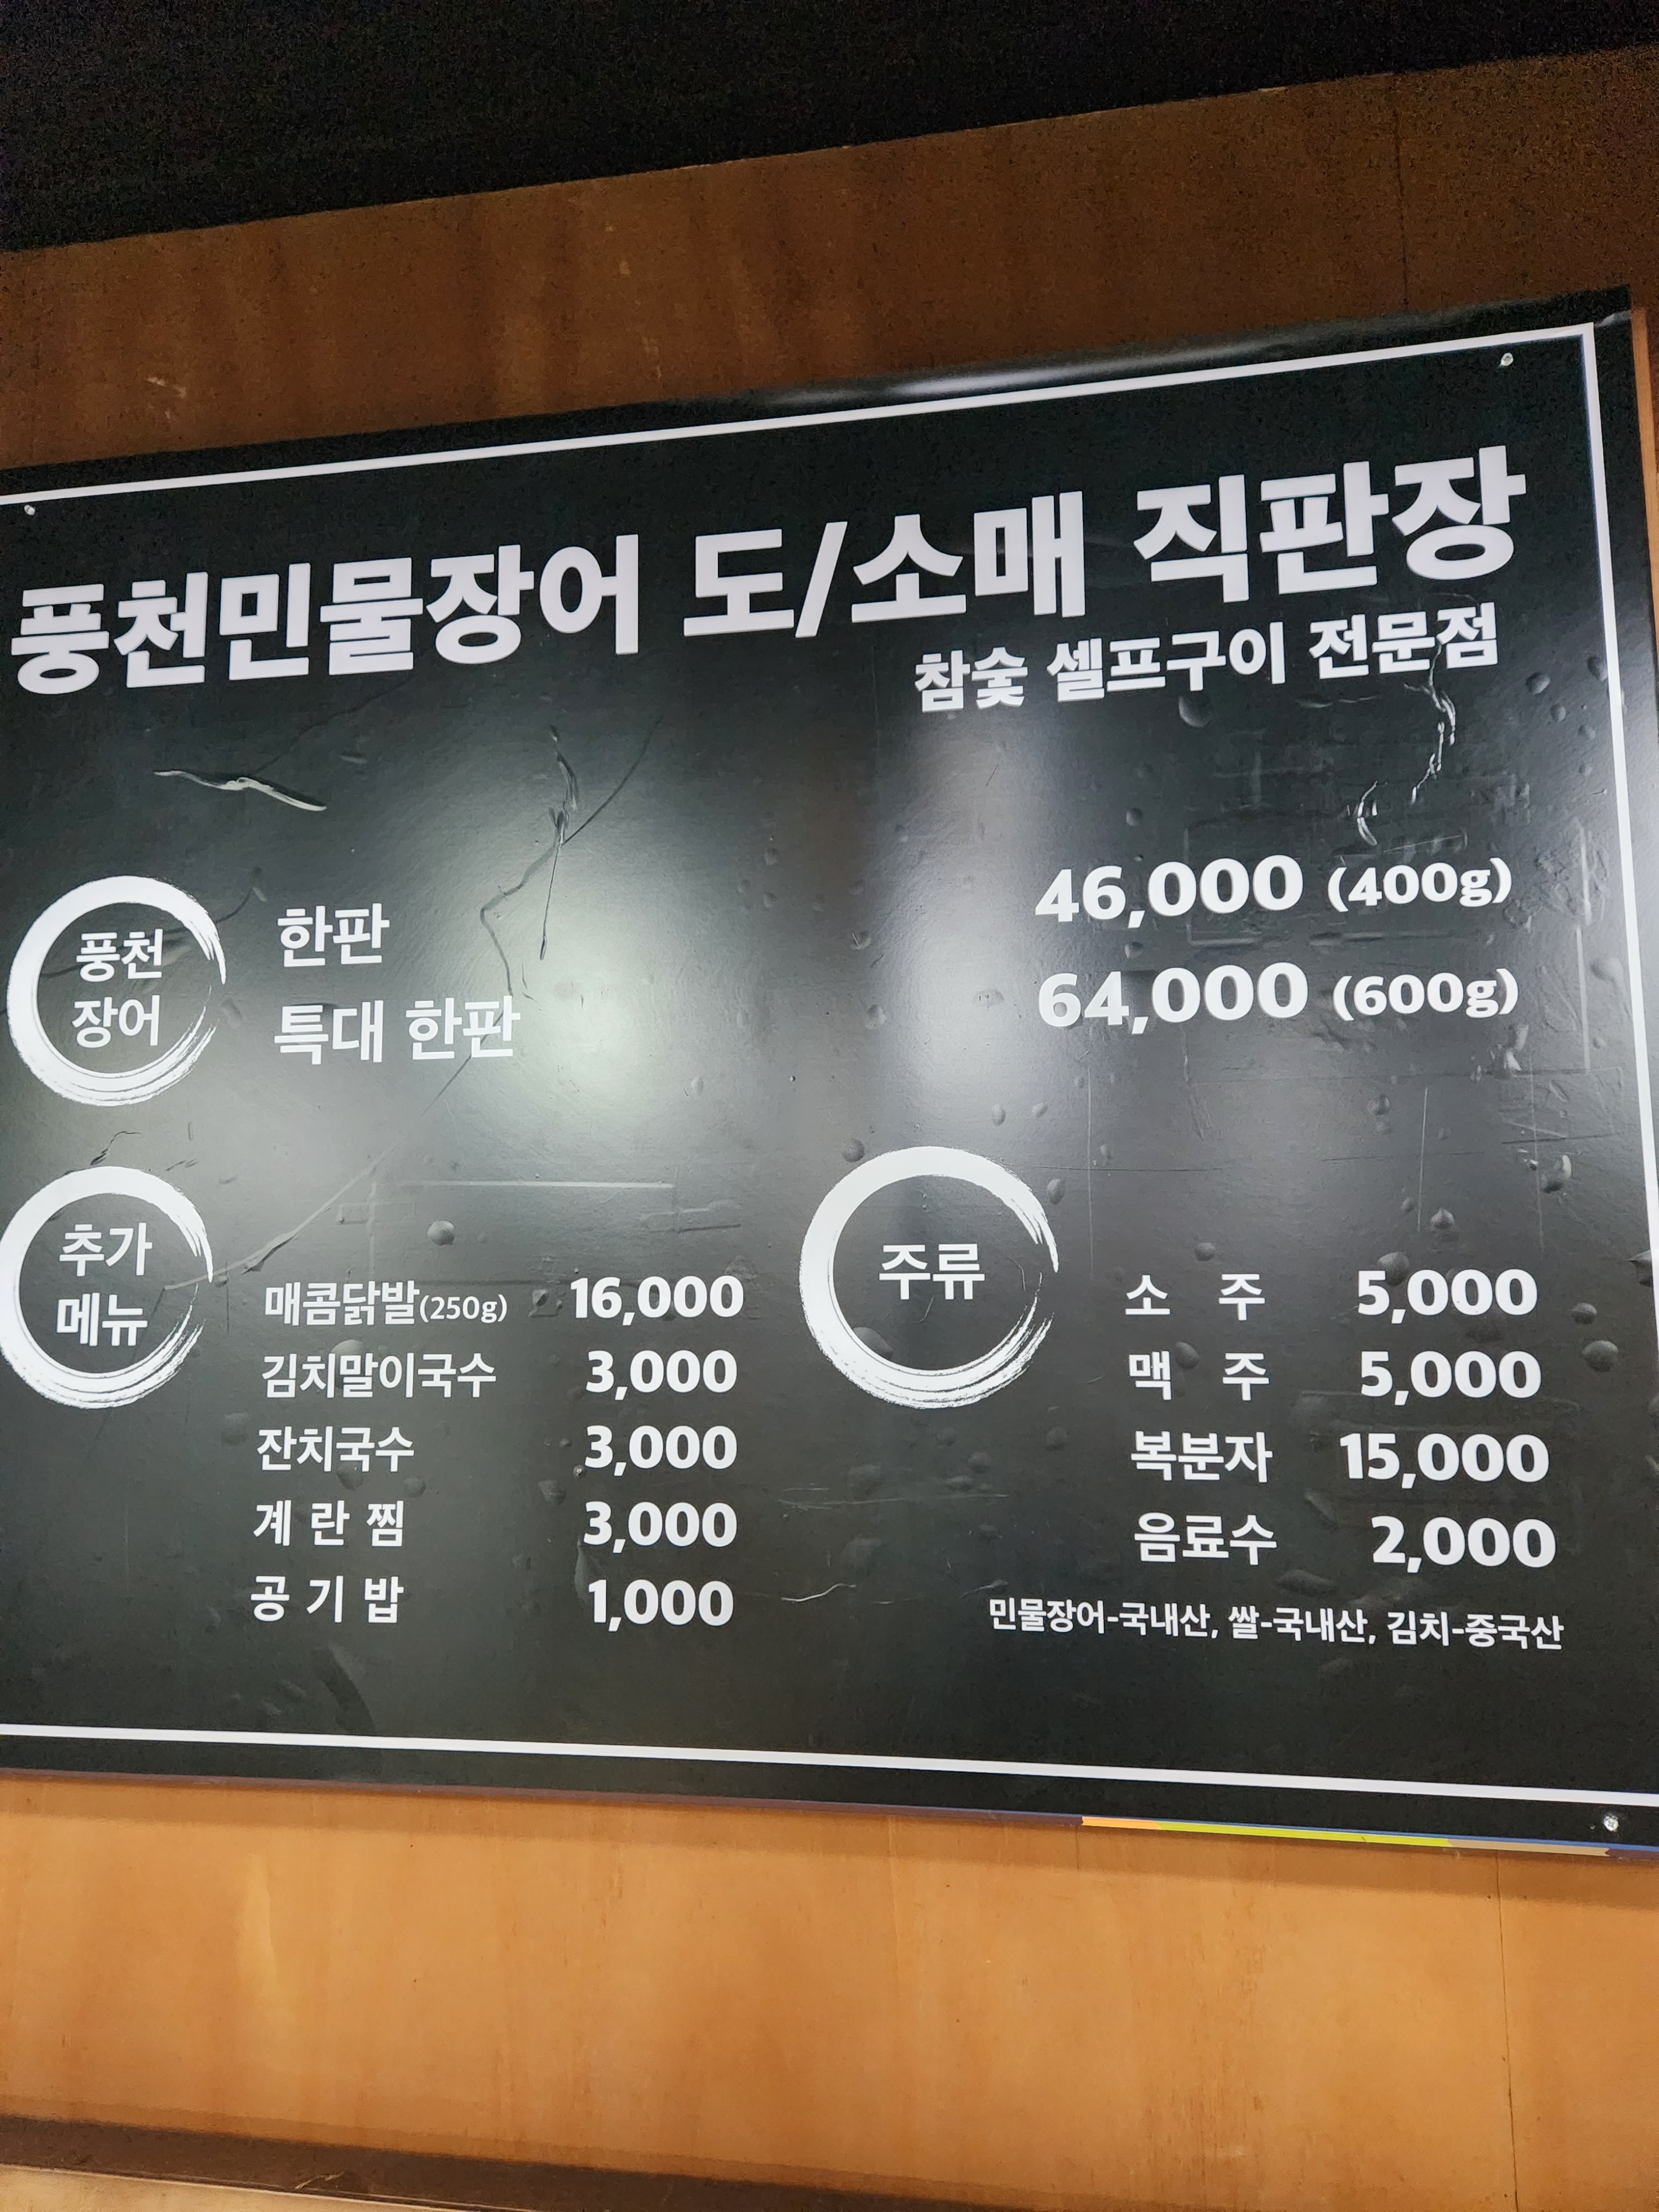 풍천민물장어 도/소매 직판장
참숯 셀프구이 전문점
풍천
장어
한판 46,000 (400g)
특대 한판 64,000 (600g)
추가
메뉴
매콤닭발(250g) 16,000
김치말이국수 3,000
잔치국수 3,000
계 란 찜 3,000
공 기 밥 1,000
주류
소 주 5,000
맥 주 5,000
복분자 15,000
음료수 2,000
민물장어-국내산, 쌀-국내산, 김치-중국산